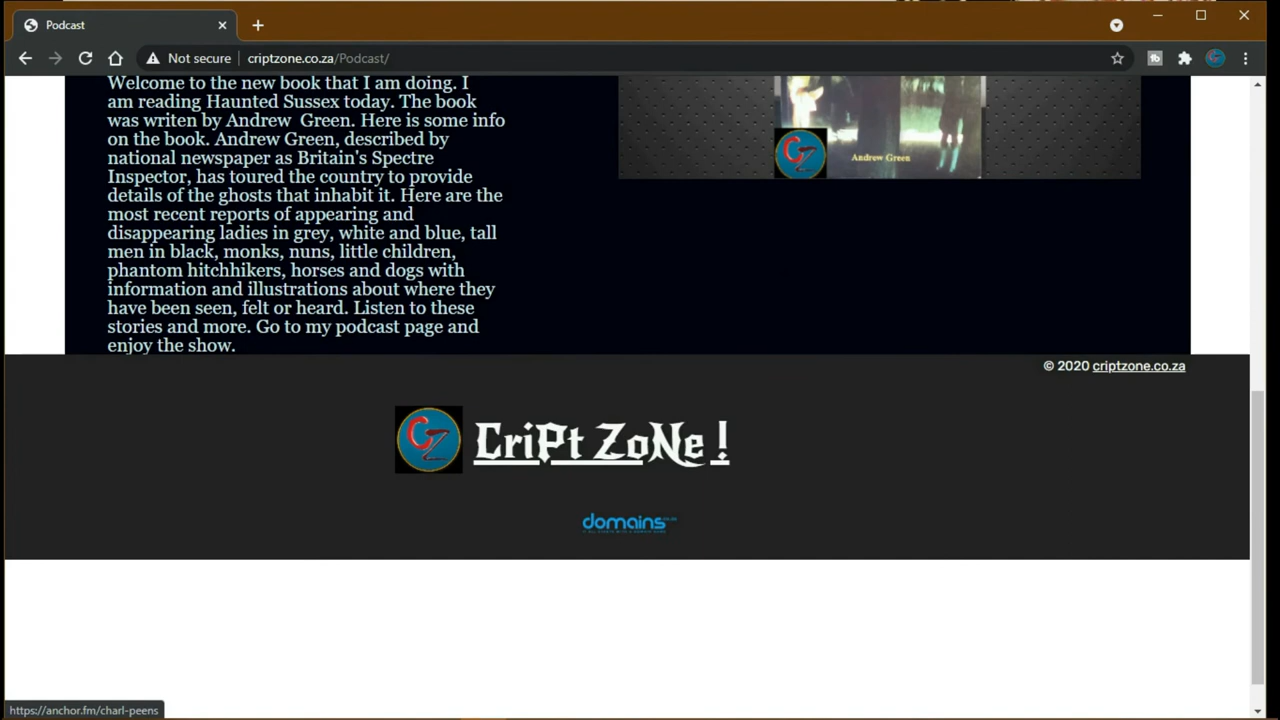 Podcast
Not secure
criptzone.co.za/Podcast/
Welcome to the new book that I am doing. I
am reading Haunted Sussex today. The book
was writen by Andrew Green. Here is some info
on the book. Andrew Green, described by
national newspaper as Britain's Spectre
Inspector, has toured the country to provide
details of the ghosts that inhabit it. Here are the
most recent reports of appearing and
disappearing ladies in grey, white and blue, tall
men in black, monks, nuns, little children,
phantom hitchhikers, horses and dogs with
information and illustrations about where they
have been seen, felt or heard. Listen to these
stories and more. Go to my podcast page and
enjoy the show.
CZ
Andrew Green
© 2020 criptzone.co.za
CZ
CriPt ZoNe !
domains
https://anchor.fm/charl-peens